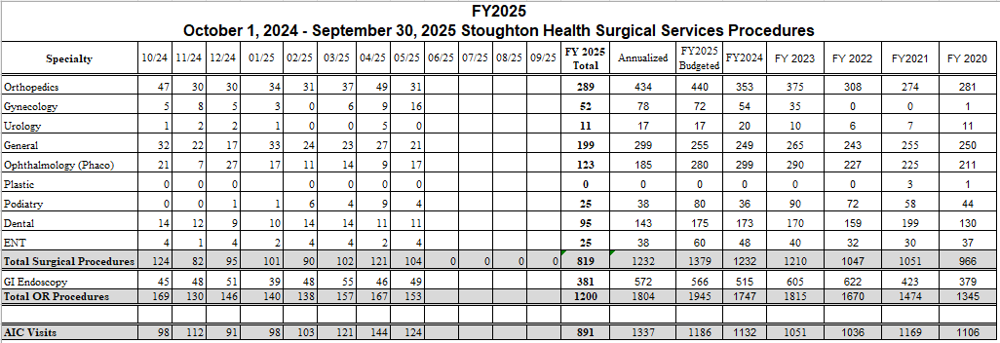 FY2025
October 1, 2024 - September 30, 2025 Stoughton Health Surgical Services Procedures
Specialty 10/24 11/24 12/24 01/25 02/25 03/25 04/25 05/25 06/25 07/25 08/25 09/25 FY 2025 Total Annualized FY2025 Budgeted FY2024 FY 2023 FY 2022 FY2021 FY 2020
Orthopedics 47 30 30 34 31 37 49 31 289 434 440 353 375 308 274 281
Gynecology 5 8 5 3 0 6 9 16 52 78 72 54 35 0 0 1
Urology 1 2 2 1 0 0 5 0 11 17 17 20 10 6 7 11
General 32 22 17 33 24 23 27 21 199 299 255 249 265 243 255 250
Ophthalmology (Phaco) 21 7 27 17 11 14 9 17 123 185 280 299 290 227 225 211
Plastic 0 0 0 0 0 0 0 0 0 0 0 0 0 0 3 1
Podiatry 0 0 1 1 6 4 9 4 25 38 80 36 90 72 58 44
Dental 14 12 9 10 14 14 11 11 95 143 175 173 170 159 199 130
ENT 4 1 4 2 4 4 2 4 25 38 60 48 40 32 30 37
Total Surgical Procedures 124 82 95 101 90 102 121 104 0 0 0 0 819 1232 1379 1232 1210 1047 1051 966
GI Endoscopy 45 48 51 39 48 55 46 49 381 572 566 515 605 622 423 379
Total OR Procedures 169 130 146 140 138 157 167 153 1200 1804 1945 1747 1815 1670 1474 1345
AIC Visits 98 112 91 98 103 121 144 124 891 1337 1186 1132 1051 1036 1169 1106